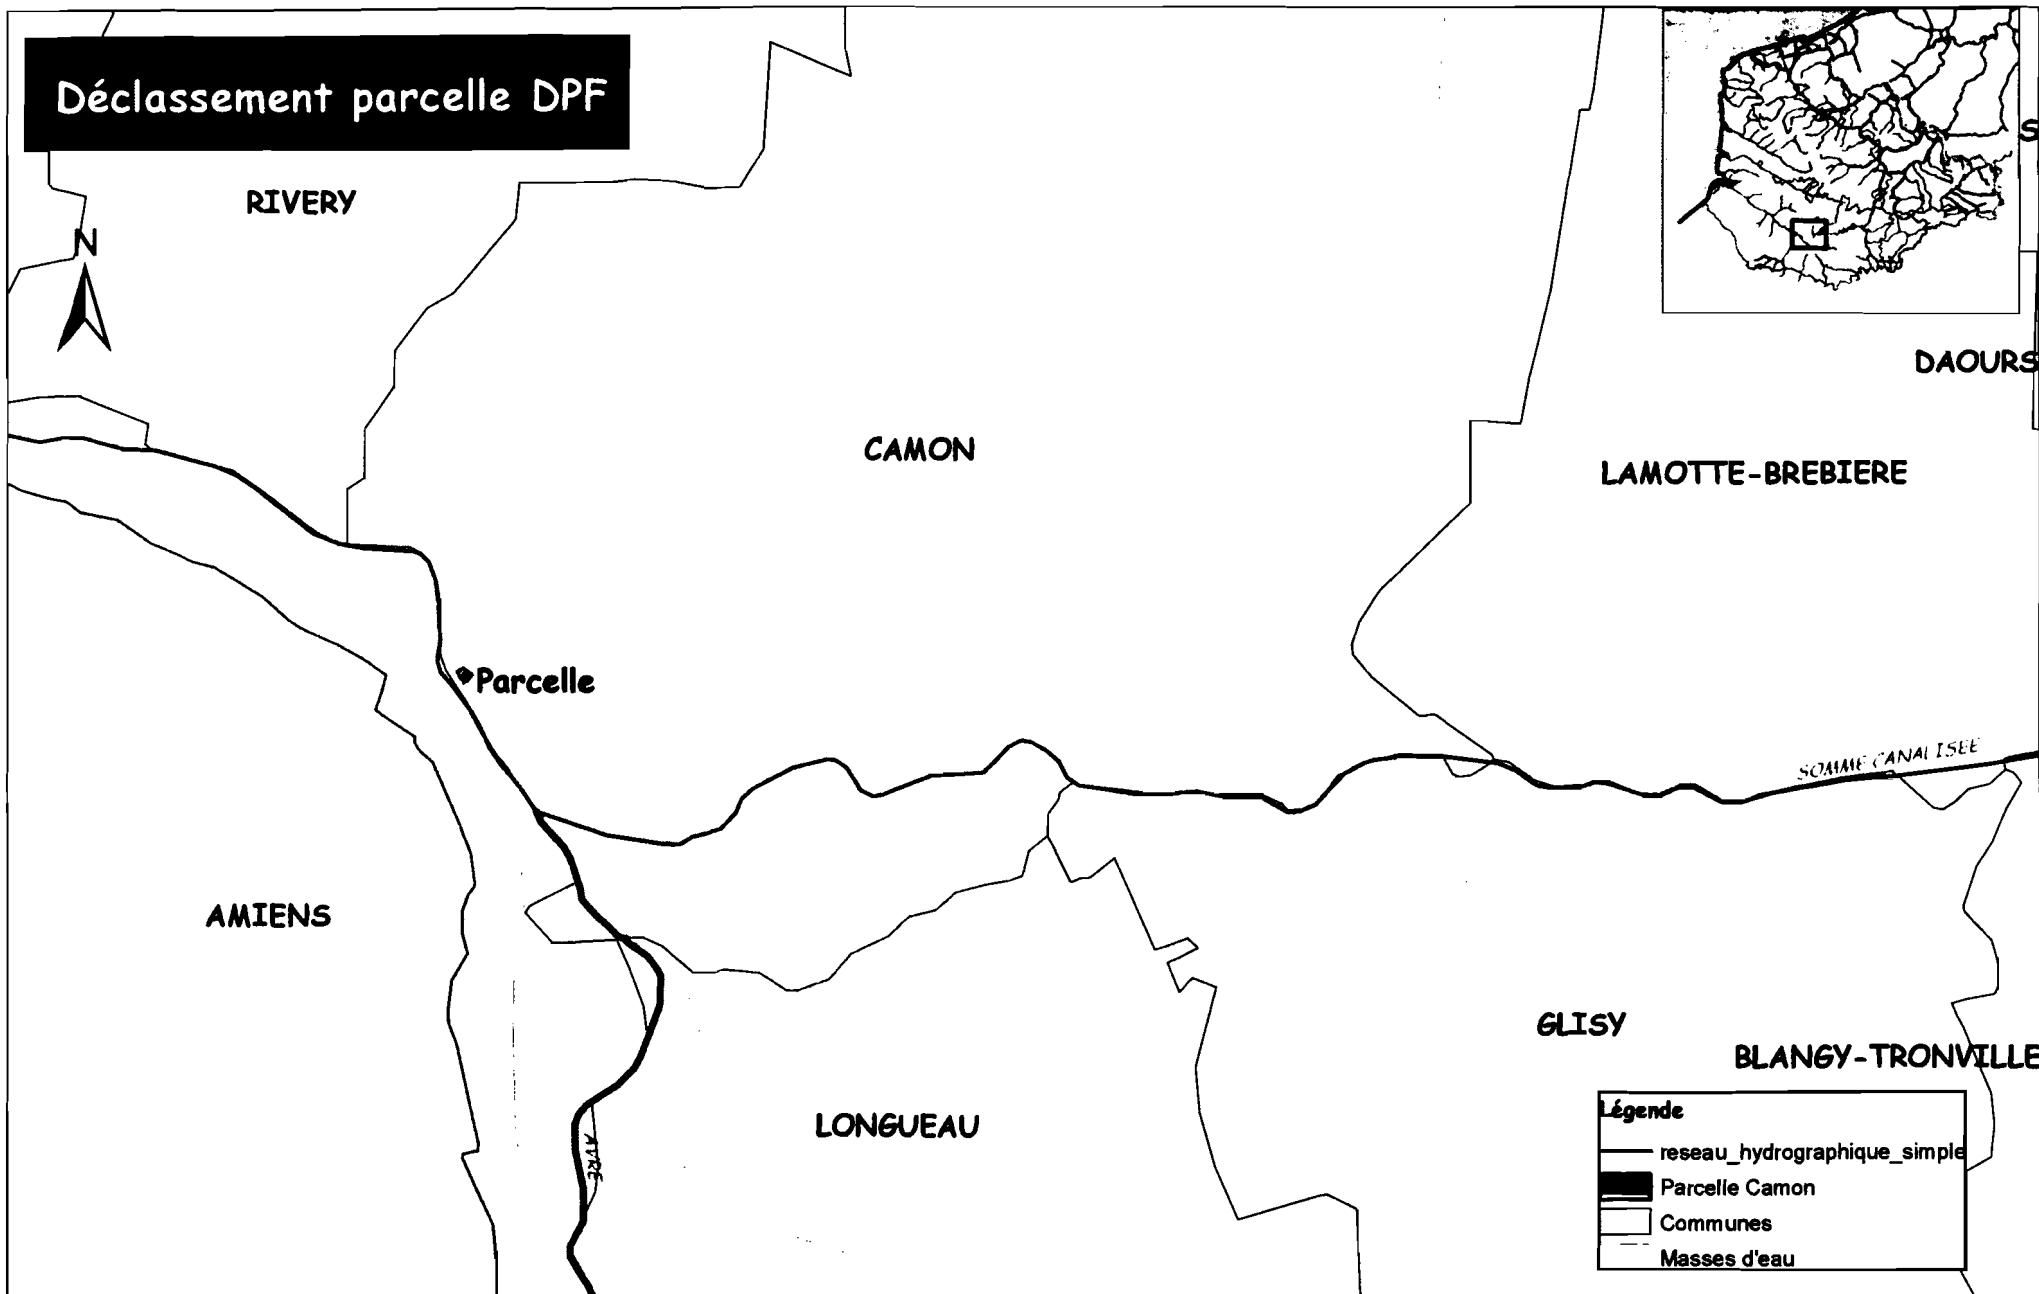 Déclassement parcelle DPF
S
RIVERY
N
DAOURS
CAMON
LAMOTTE-BREBIERE
Parcelle
SOMME CANALISEE
AMIENS
GLISY
BLANGY-TRONVILLE
LONGUEAU
AVRE
Légende
reseau_hydrographique_simple
Parcelle Camon
Communes
Masses d'eau